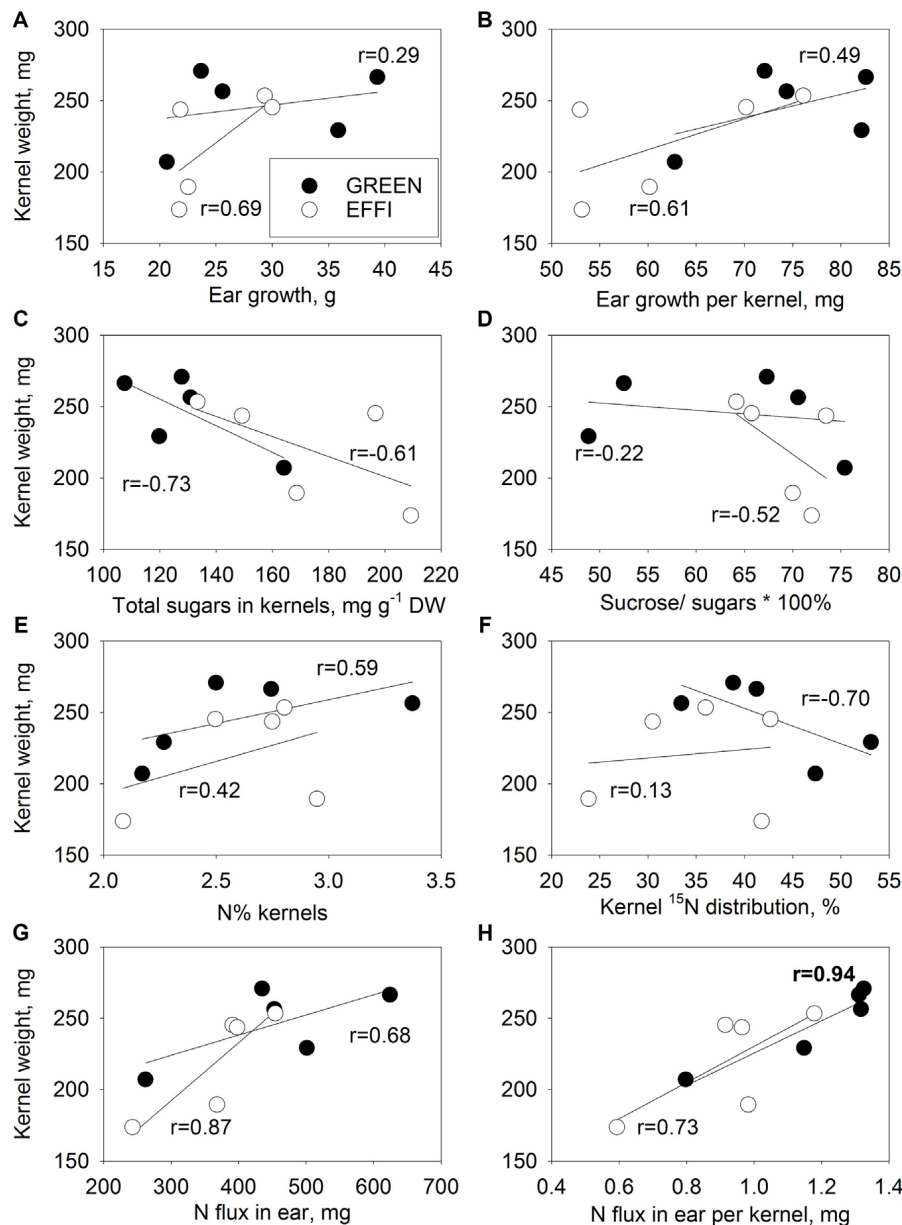 A
B
Kernel weight, mg
300
250
200
150
r=0.29
r=0.69
GREEN
EFFI
15 20 25 30 35 40 45
Ear growth, g
300
250
200
150
r=0.49
r=0.61
50 55 60 65 70 75 80 85
Ear growth per kernel, mg
C
D
Kernel weight, mg
300
250
200
150
r=-0.73
r=-0.61
100 120 140 160 180 200 220
Total sugars in kernels, mg g⁻¹ DW
300
250
200
150
r=-0.22
r=-0.52
45 50 55 60 65 70 75 80
Sucrose/ sugars * 100%
E
F
Kernel weight, mg
300
250
200
150
r=0.59
r=0.42
2.0 2.5 3.0 3.5
N% kernels
300
250
200
150
r=-0.70
r=0.13
20 25 30 35 40 45 50 55
Kernel ¹⁵N distribution, %
G
H
Kernel weight, mg
300
250
200
150
r=0.68
r=0.87
200 300 400 500 600 700
N flux in ear, mg
300
250
200
150
r=0.94
r=0.73
0.4 0.6 0.8 1.0 1.2 1.4
N flux in ear per kernel, mg